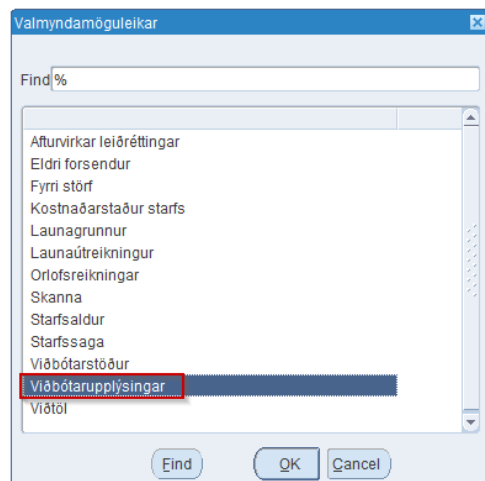 Valmyndamöguleikar
Find %
Afturvirkar leiðréttingar
Eldri forsendur
Fyrri störf
Kostnaðarstaður starfs
Launagrunnur
Launaútreikningur
Orlofsreikningar
Skanna
Starfsaldur
Starfssaga
Viðbótarstöður
Viðbótarupplýsingar
Viðtöl
Find OK Cancel